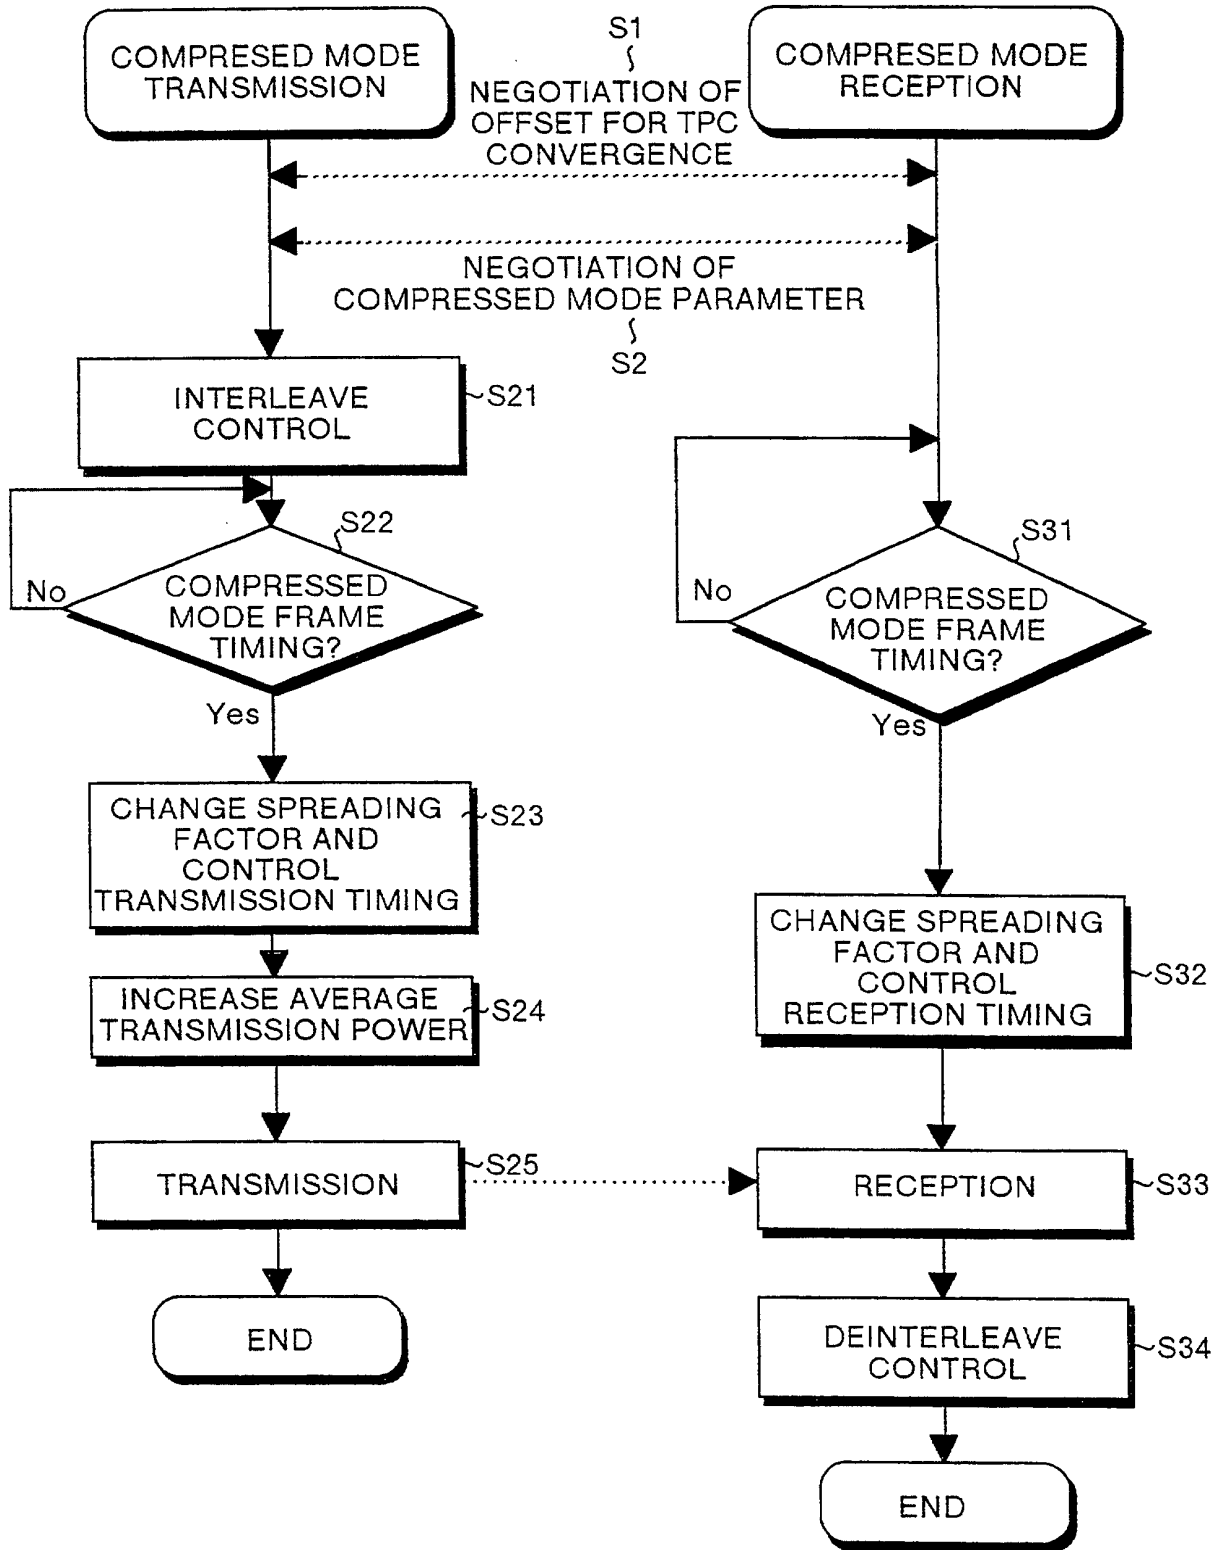 COMPRESED MODE
TRANSMISSION
S1
NEGOTIATION OF
OFFSET FOR TPC
CONVERGENCE
COMPRESED MODE
RECEPTION
NEGOTIATION OF
COMPRESSED MODE PARAMETER
S2
INTERLEAVE
CONTROL
S21
S22
No
COMPRESSED
MODE FRAME
TIMING?
Yes
CHANGE SPREADING
FACTOR AND
CONTROL
TRANSMISSION TIMING
S23
INCREASE AVERAGE
TRANSMISSION POWER
S24
TRANSMISSION
S25
END
S31
No
COMPRESSED
MODE FRAME
TIMING?
Yes
CHANGE SPREADING
FACTOR AND
CONTROL
RECEPTION TIMING
S32
RECEPTION
S33
DEINTERLEAVE
CONTROL
S34
END